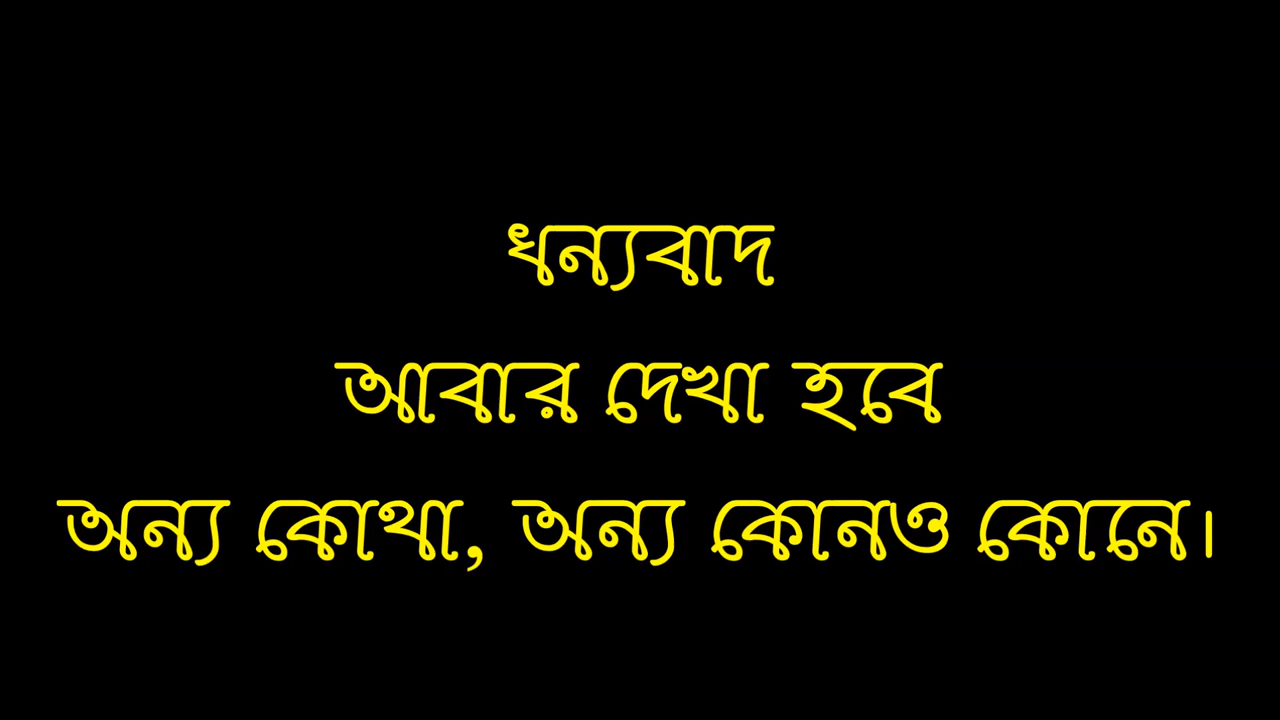 ধন্যবাদ
আবার দেখা হবে
অন্য কোথা, অন্য কোনও কোনে।